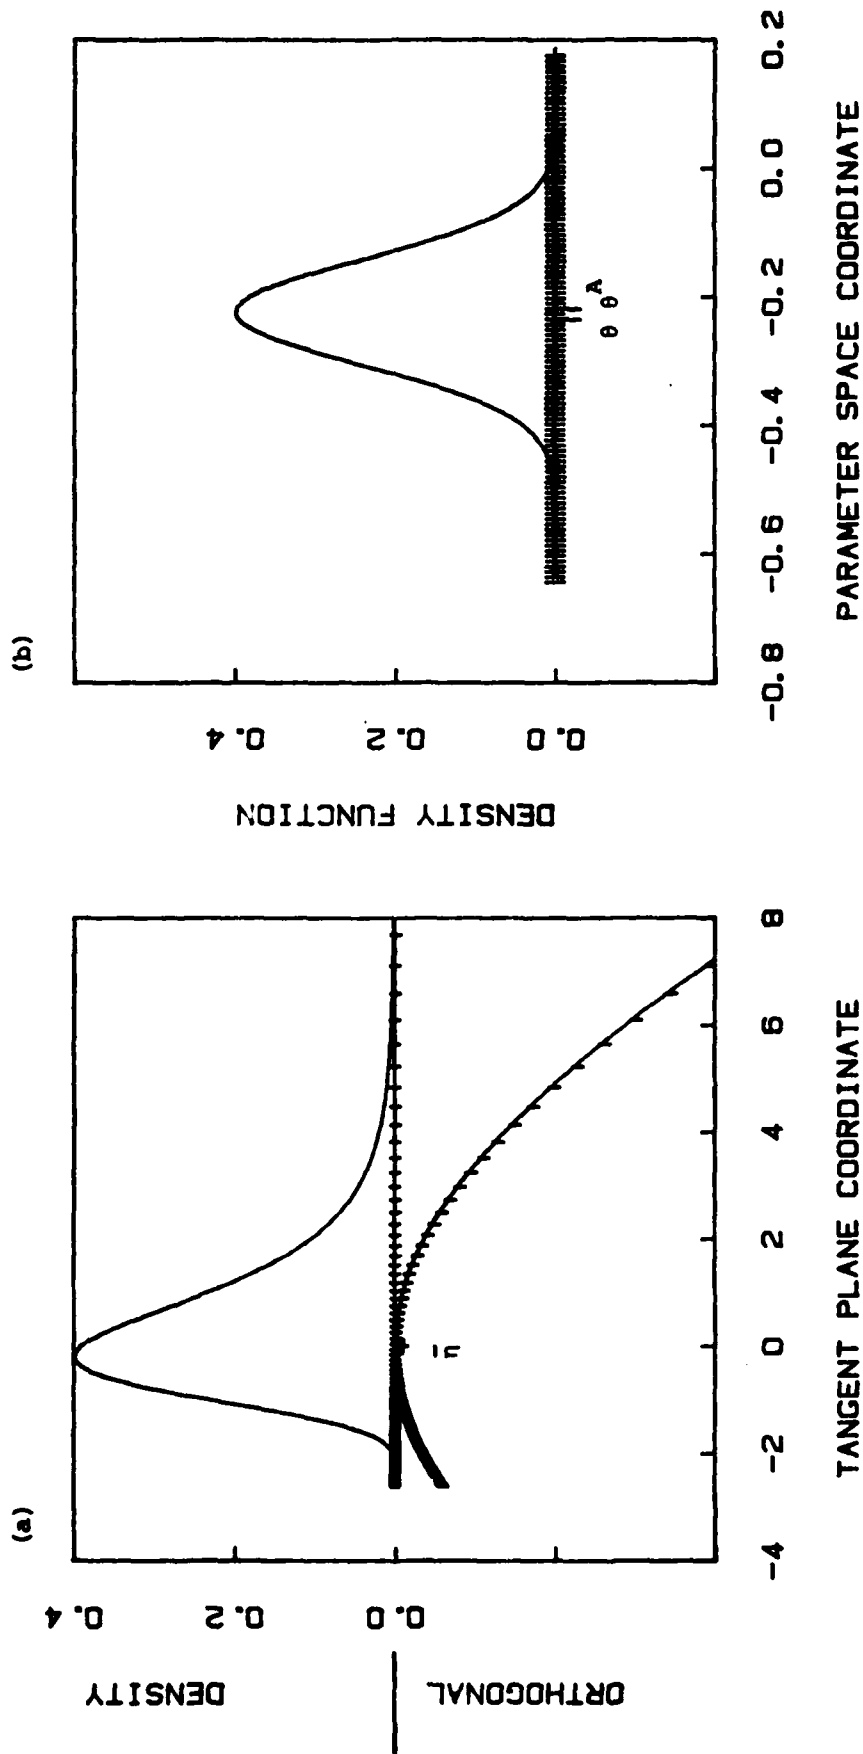 (a)
DENSITY
ORTHOGONAL
0.4
0.2
0.0
ū
-4
-2
0
2
4
6
8
TANGENT PLANE COORDINATE
(b)
DENSITY FUNCTION
0.4
0.2
0.0
θ θ^A
-0.8
-0.6
-0.4
-0.2
0.0
0.2
PARAMETER SPACE COORDINATE